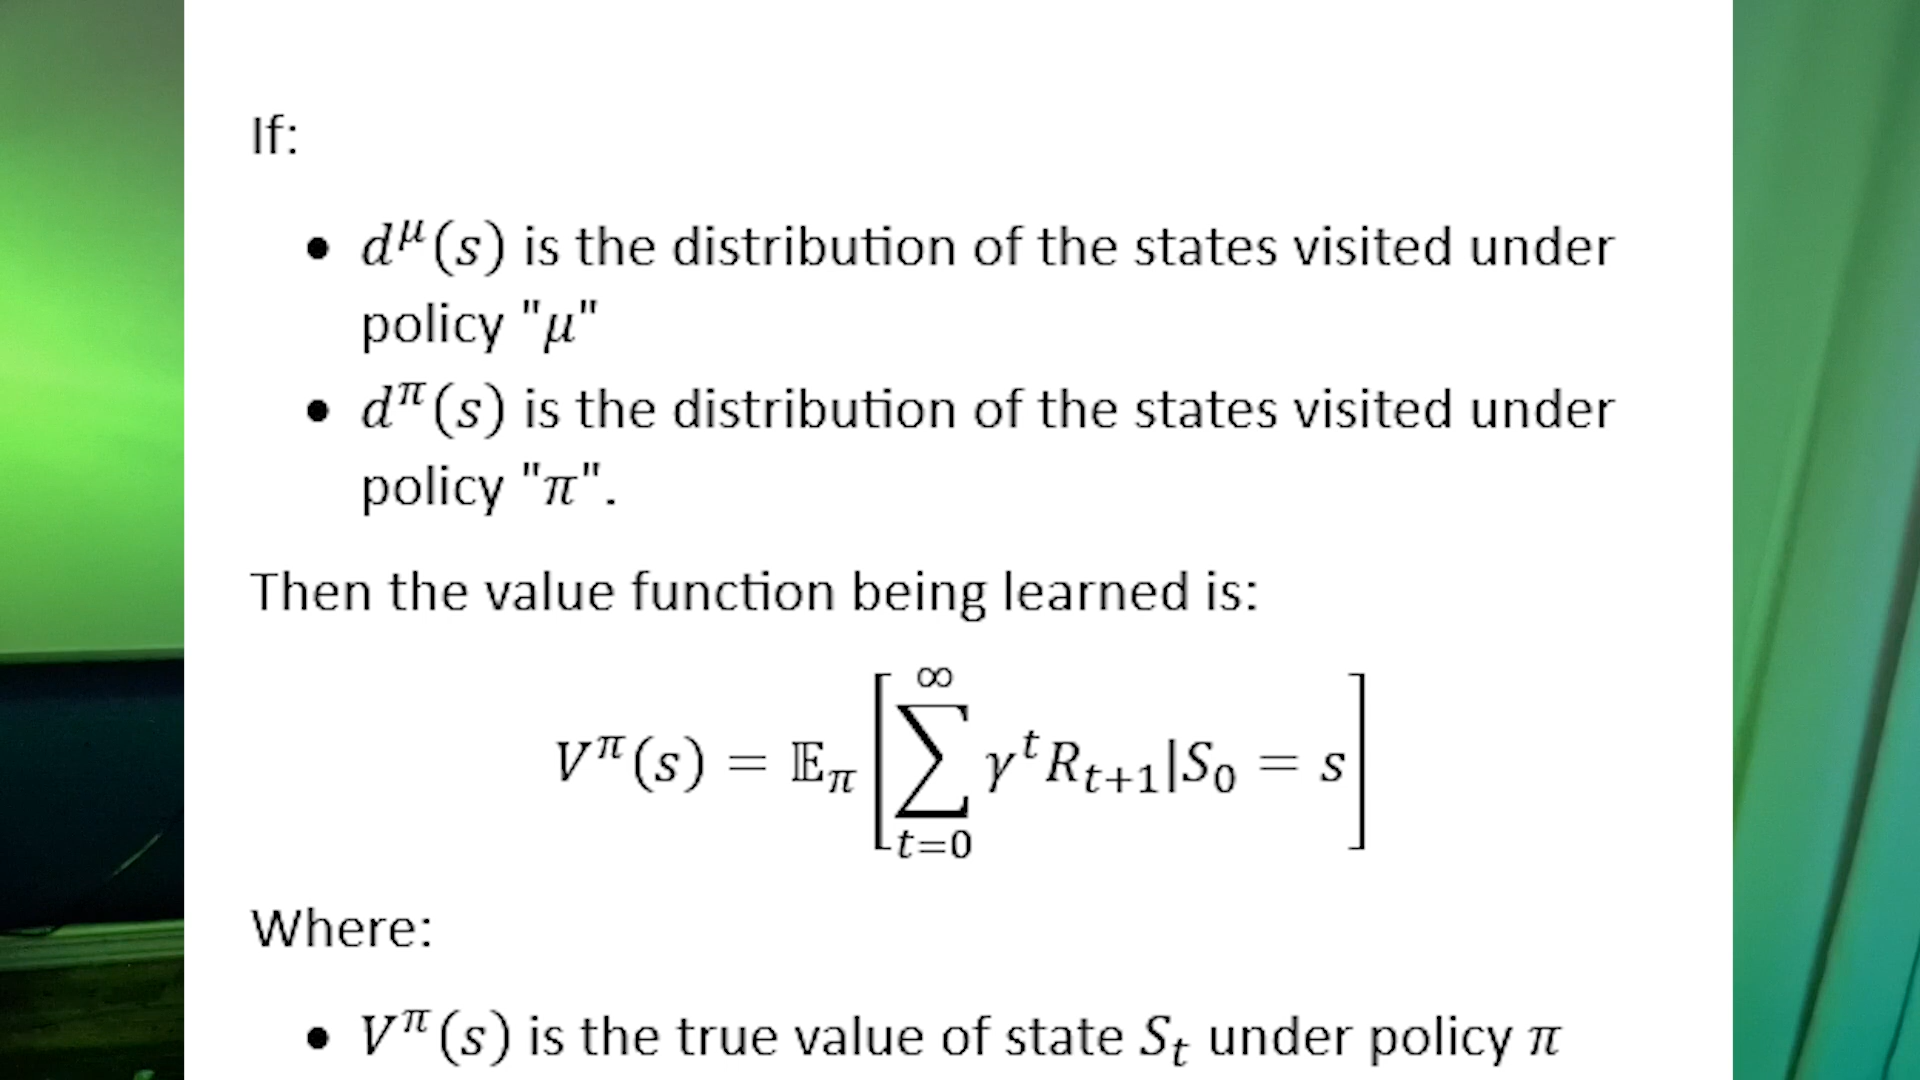 If:
• dᵘ(s) is the distribution of the states visited under
policy "μ"
• d^π(s) is the distribution of the states visited under
policy "π".
Then the value function being learned is:
V^π(s) = 𝔼_π [∑_{t=0}^{∞} γ^t R_{t+1}|S_0 = s]
Where:
• V^π(s) is the true value of state S_t under policy π